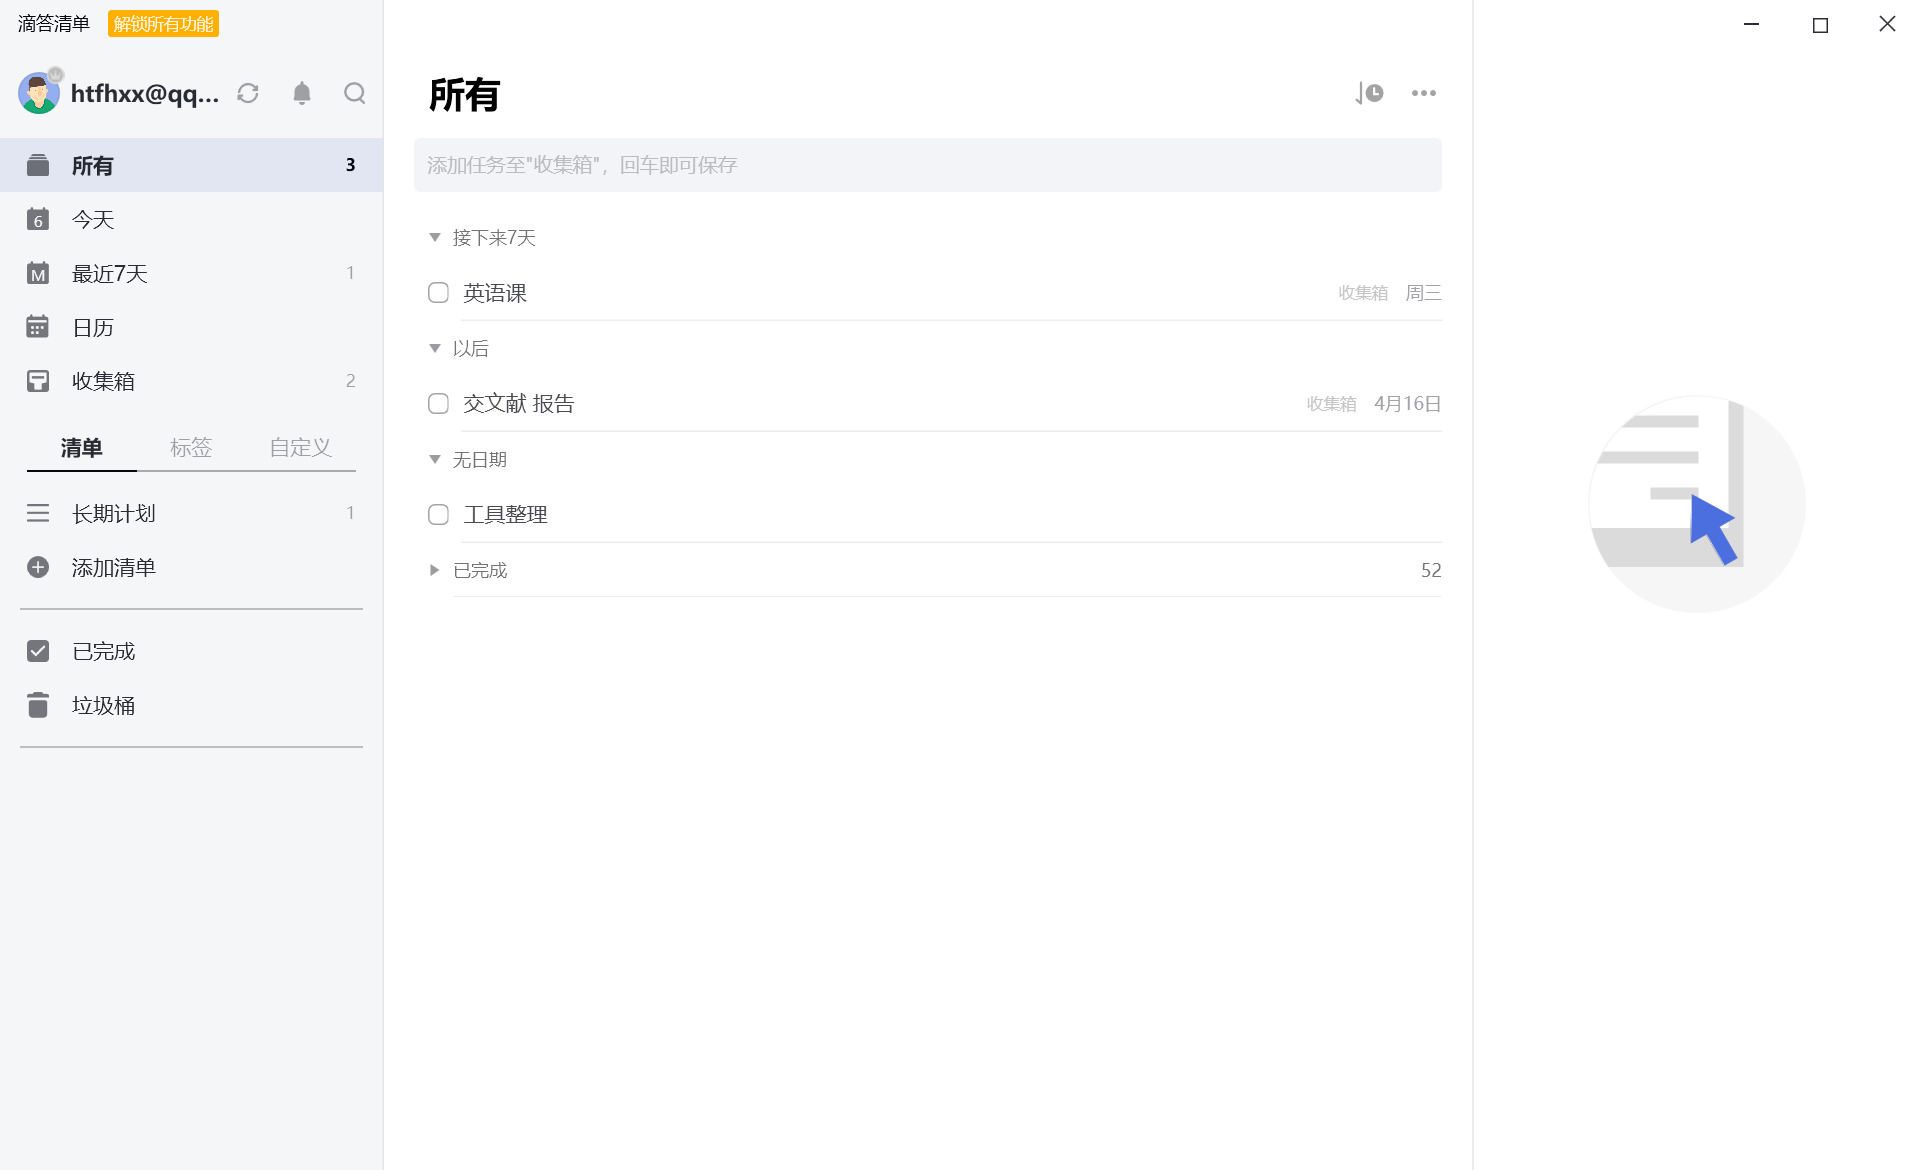 滴答清单 解锁所有功能
htfhxx@qq...
所有 3
6 今天
M 最近7天 1
日历
收集箱 2
清单 标签 自定义
长期计划 1
添加清单
已完成
垃圾桶
所有
添加任务至"收集箱"，回车即可保存
接下来7天
英语课 收集箱 周三
以后
交文献 报告 收集箱 4月16日
无日期
工具整理
已完成 52